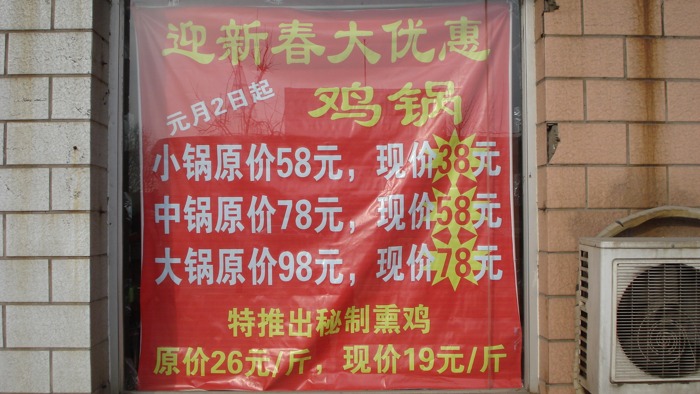 迎新春大优惠
元月2日起
鸡锅
小锅原价58元，现价38元
中锅原价78元，现价58元
大锅原价98元，现价78元
特推出秘制熏鸡
原价26元/斤，现价19元/斤